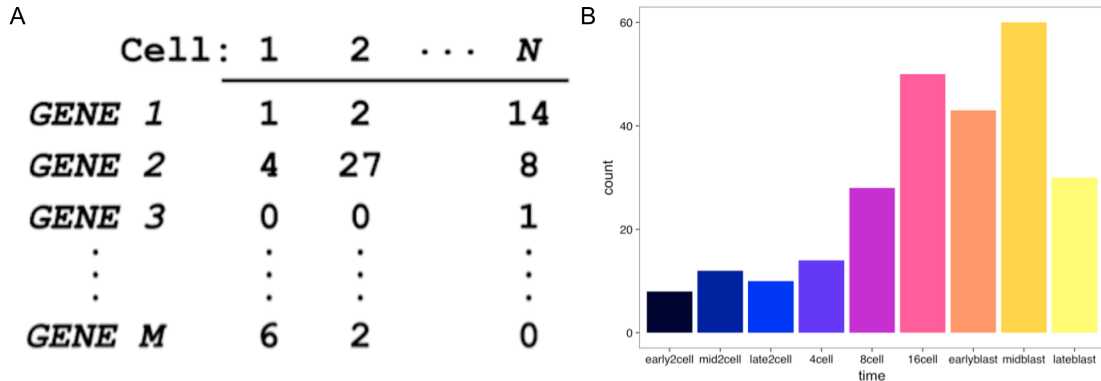 A
Cell: 1 2 ... N
GENE 1 1 2 14
GENE 2 4 27 8
GENE 3 0 0 1
GENE M 6 2 0
B
60
40
20
0
count
early2cell mid2cell late2cell 4cell 8cell 16cell earlyblast midblast lateblast
time